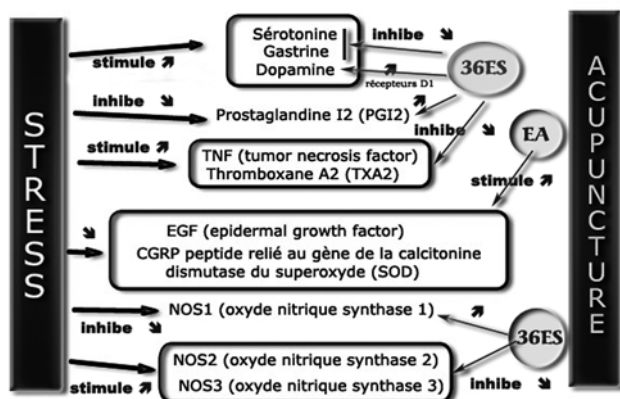 STRESS
ACUPUNCTURE
Sérotonine
Gastrine
Dopamine
stimule
inhibe
36ES
récepteurs D1
inhibe
Prostaglandine I2 (PGI2)
inhibe
EA
stimule
TNF (tumor necrosis factor)
Thromboxane A2 (TXA2)
stimule
EGF (epidermal growth factor)
CGRP peptide relié au gène de la calcitonine
dismutase du superoxyde (SOD)
NOS1 (oxyde nitrique synthase 1)
inhibe
36ES
NOS2 (oxyde nitrique synthase 2)
NOS3 (oxyde nitrique synthase 3)
stimule
inhibe